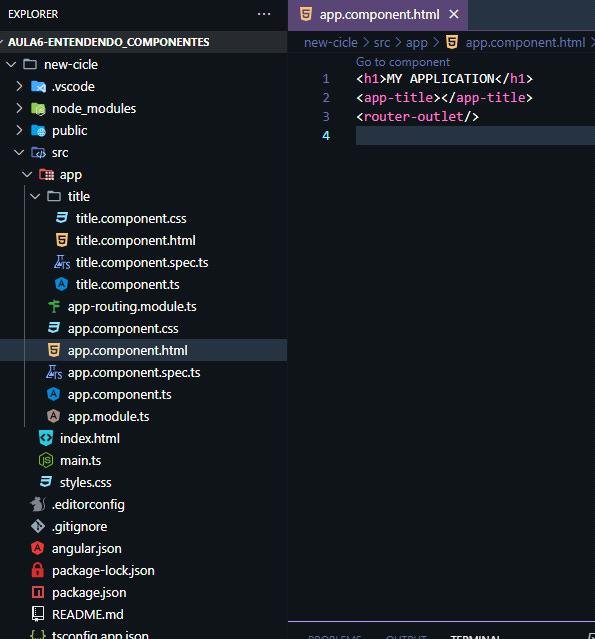 EXPLORER
AULA6-ENTENDENDO_COMPONENTES
new-cicle
.vscode
node_modules
public
src
app
title
title.component.css
title.component.html
title.component.spec.ts
title.component.ts
app-routing.module.ts
app.component.css
app.component.html
app.component.spec.ts
app.component.ts
app.module.ts
index.html
main.ts
styles.css
.editorconfig
.gitignore
angular.json
package-lock.json
package.json
README.md
tsconfig.app.json
app.component.html
new-cicle > src > app > app.component.html >
Go to component
1 <h1>MY APPLICATION</h1>
2 <app-title></app-title>
3 <router-outlet/>
4
PROBLEMS OUTPUT TERMINAL